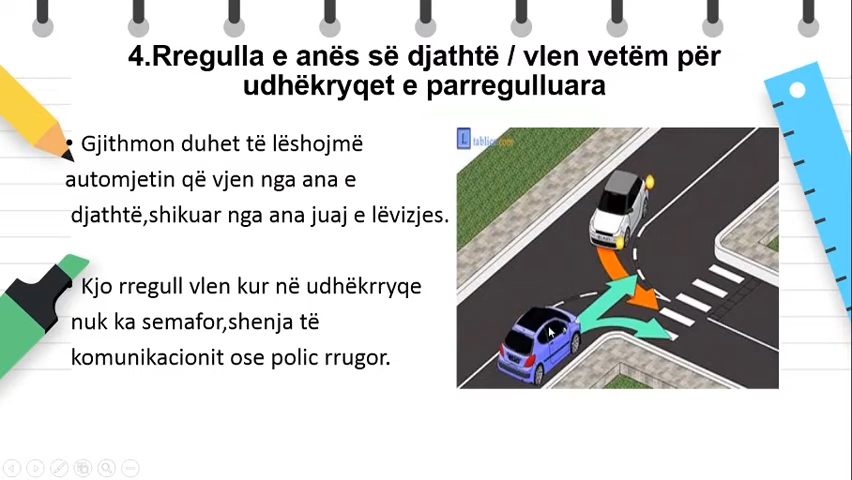 4.Rregulla e anës së djathtë / vlen vetëm për
udhëkryqet e parregulluara
• Gjithmon duhet të lëshojmë
automjetin që vjen nga ana e
djathtë,shikuar nga ana juaj e lëvizjes.
• Kjo rregull vlen kur në udhëkrryqe
nuk ka semafor,shenja të
komunikacionit ose polic rrugor.
L